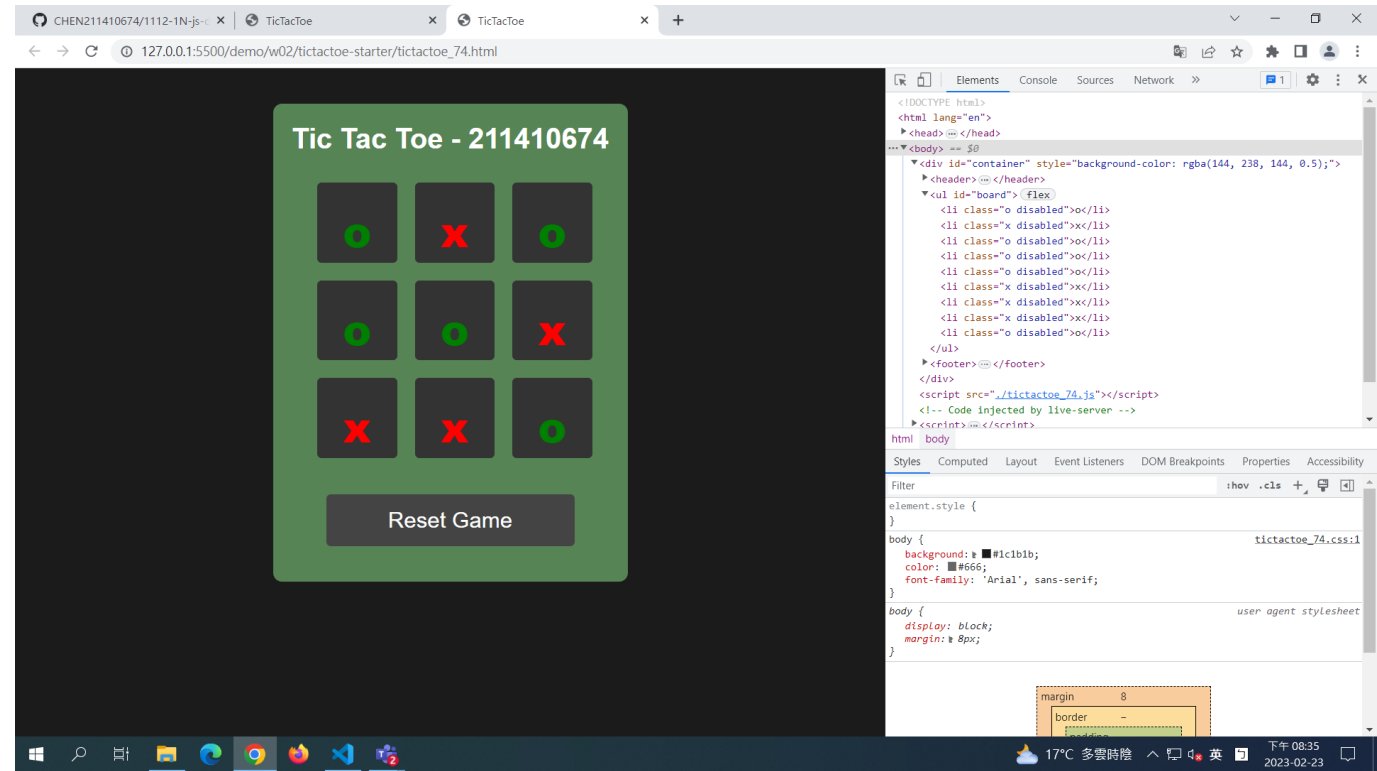 CHEN211410674/1112-1N-js-c
TicTacToe
TicTacToe
127.0.0.1:5500/demo/w02/tictactoe-starter/tictactoe_74.html
Tic Tac Toe - 211410674
o x o
o o x
x x o
Reset Game
Elements Console Sources Network » 1
<!DOCTYPE html>
<html lang="en">
<head>…</head>
<body> == $0
<div id="container" style="background-color: rgba(144, 238, 144, 0.5);">
<header>…</header>
<ul id="board"> flex
<li class="o disabled">o</li>
<li class="x disabled">x</li>
<li class="o disabled">o</li>
<li class="o disabled">o</li>
<li class="o disabled">o</li>
<li class="x disabled">x</li>
<li class="x disabled">x</li>
<li class="x disabled">x</li>
<li class="o disabled">o</li>
</ul>
<footer>…</footer>
</div>
<script src="./tictactoe_74.js"></script>
<!-- Code injected by live-server -->
<script>…</script>
html body
Styles Computed Layout Event Listeners DOM Breakpoints Properties Accessibility
Filter :hov .cls
element.style {
}
body { tictactoe_74.css:1
background: #1c1b1b;
color: #666;
font-family: 'Arial', sans-serif;
}
body { user agent stylesheet
display: block;
margin: 8px;
}
margin 8
border –
padding
17°C 多雲時陰 英 下午 08:35
2023-02-23